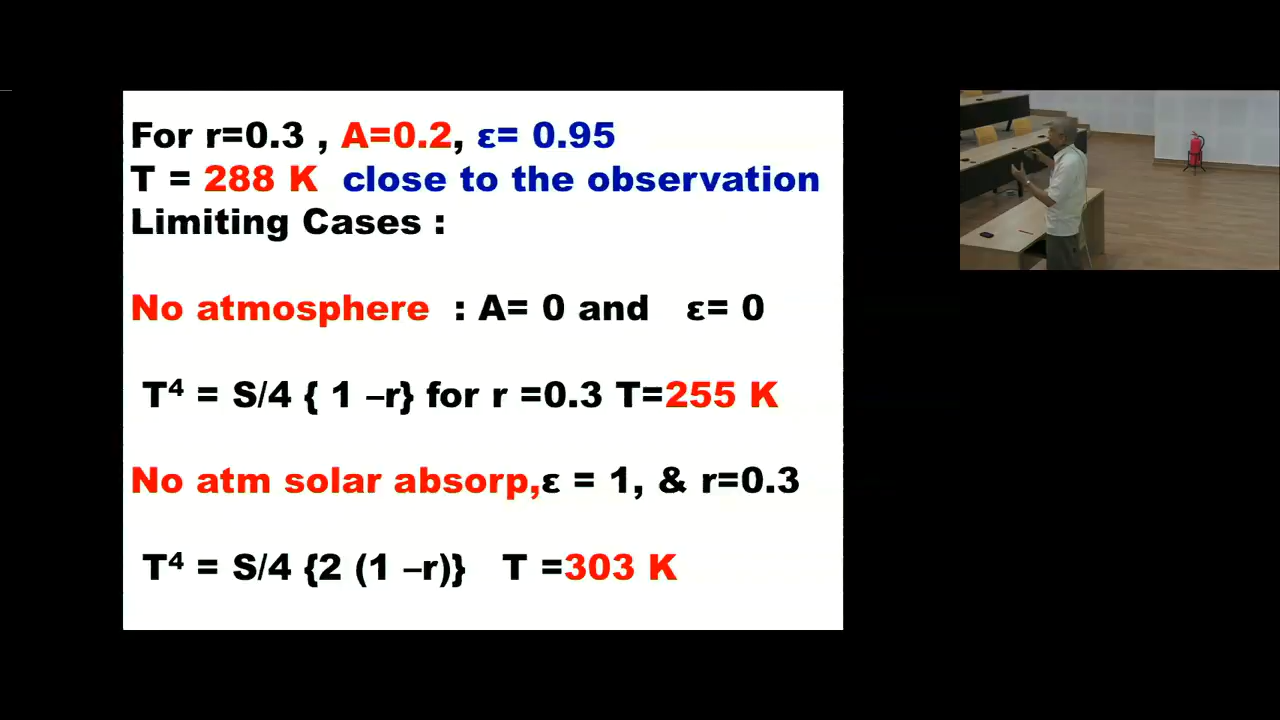 For r=0.3 , A=0.2, ε= 0.95
T = 288 K close to the observation
Limiting Cases :
No atmosphere : A= 0 and ε= 0
T⁴ = S/4 { 1 –r} for r =0.3 T=255 K
No atm solar absorp,ε = 1, & r=0.3
T⁴ = S/4 {2 (1 –r)} T =303 K